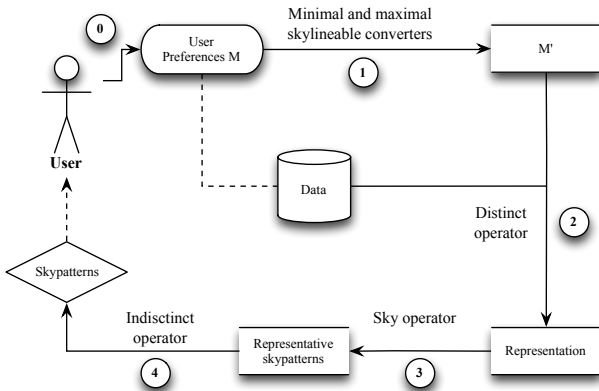 0
User
Preferences M
Minimal and maximal
skylineable converters
1
M'
User
Data
Distinct
operator
2
Skypatterns
Indisctinct
operator
4
Representative
skypatterns
Sky operator
3
Representation